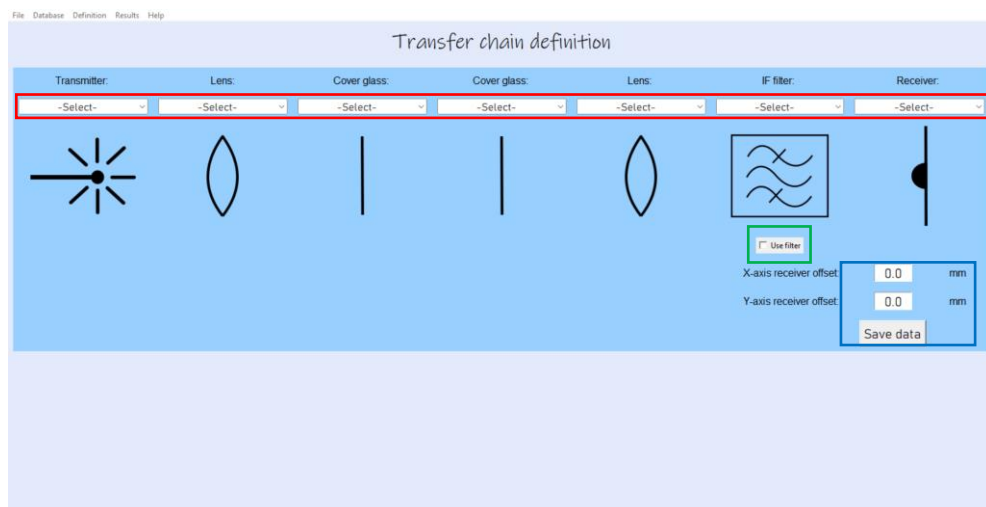 File Database Definition Results Help
Transfer chain definition
Transmitter: Lens: Cover glass: Cover glass: Lens: IF filter: Receiver:
-Select- -Select- -Select- -Select- -Select- -Select- -Select-
Use filter
X-axis receiver offset: 0.0 mm
Y-axis receiver offset: 0.0 mm
Save data